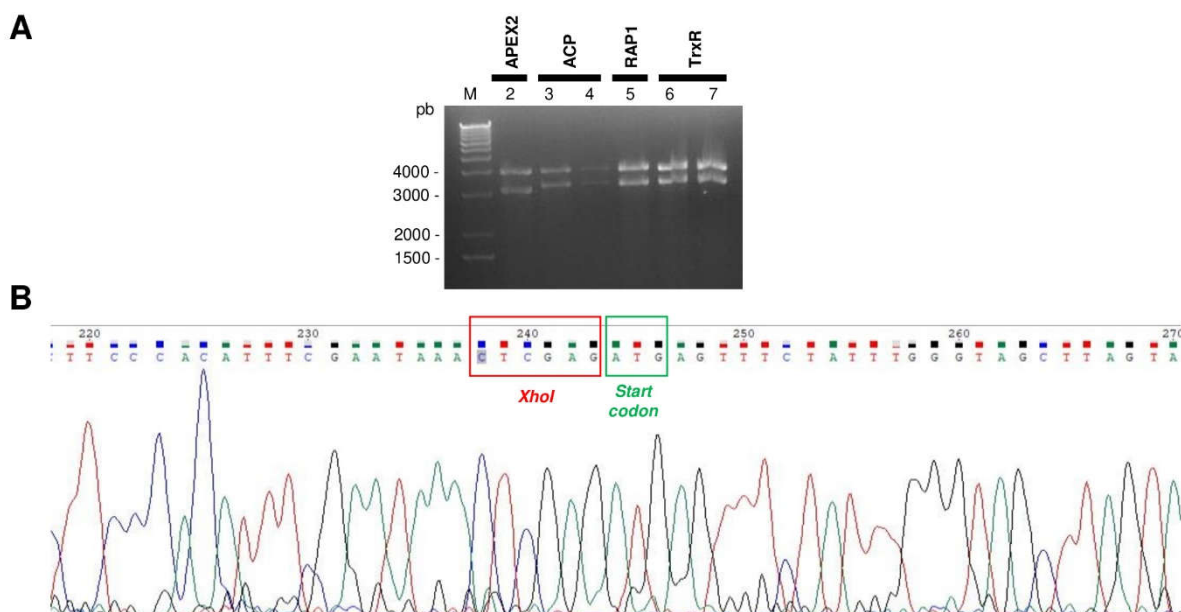 A
APEX2 ACP RAP1 TrxR
M 2 3 4 5 6 7
pb
4000 -
3000 -
2000 -
1500 -
B
220 230 240 250 260 270
T T C C C A C A T T T C G A A T A A A C T C G A G A T G A G T T T C T A T T T G G G T A G C T T A G T A
XhoI Start
codon